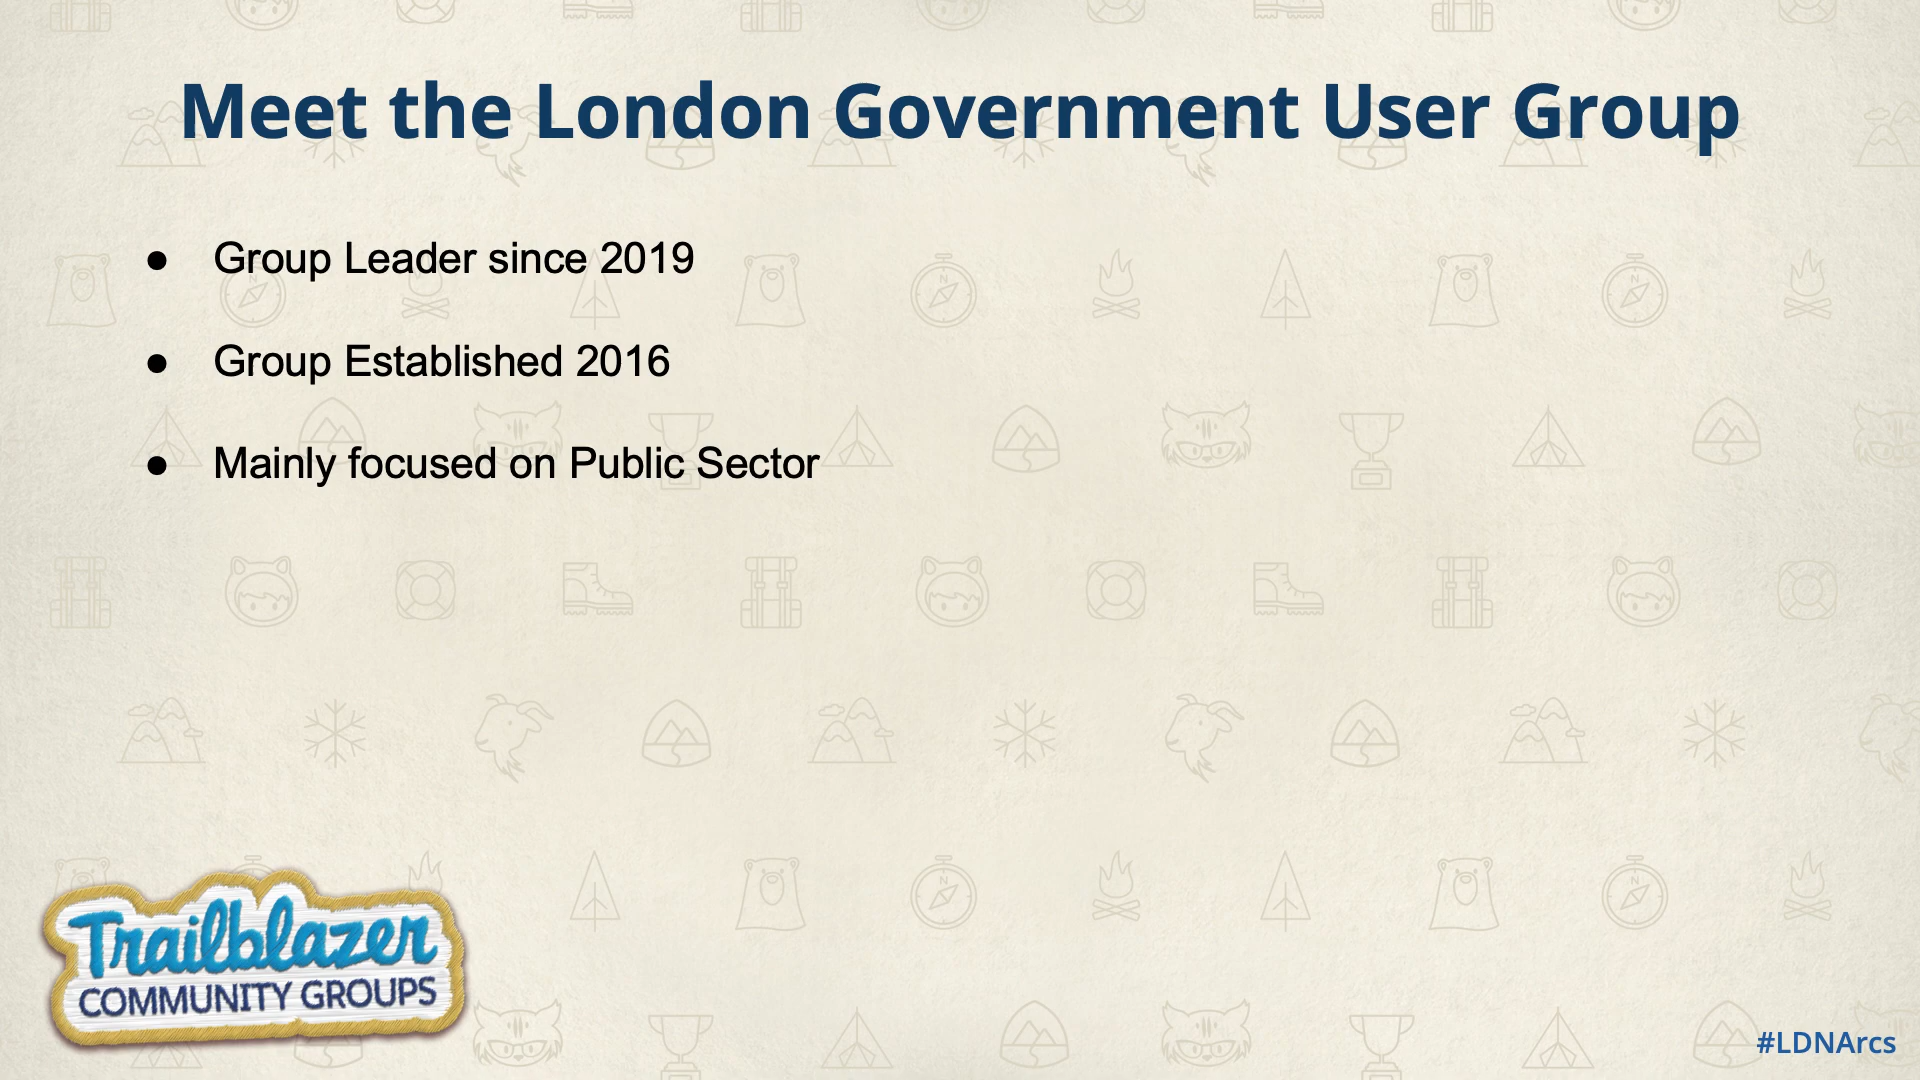 Meet the London Government User Group
● Group Leader since 2019
● Group Established 2016
● Mainly focused on Public Sector
Trailblazer
COMMUNITY GROUPS
#LDNArcs